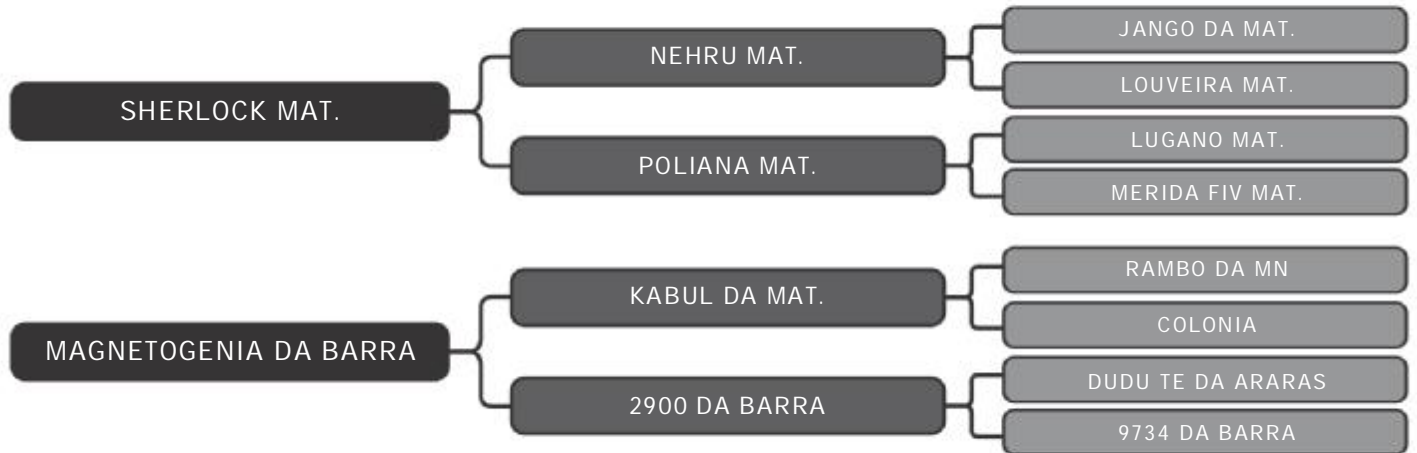 SHERLOCK MAT.
NEHRU MAT.
JANGO DA MAT.
LOUVEIRA MAT.
POLIANA MAT.
LUGANO MAT.
MERIDA FIV MAT.
MAGNETOGENIA DA BARRA
KABUL DA MAT.
RAMBO DA MN
COLONIA
2900 DA BARRA
DUDU TE DA ARARAS
9734 DA BARRA